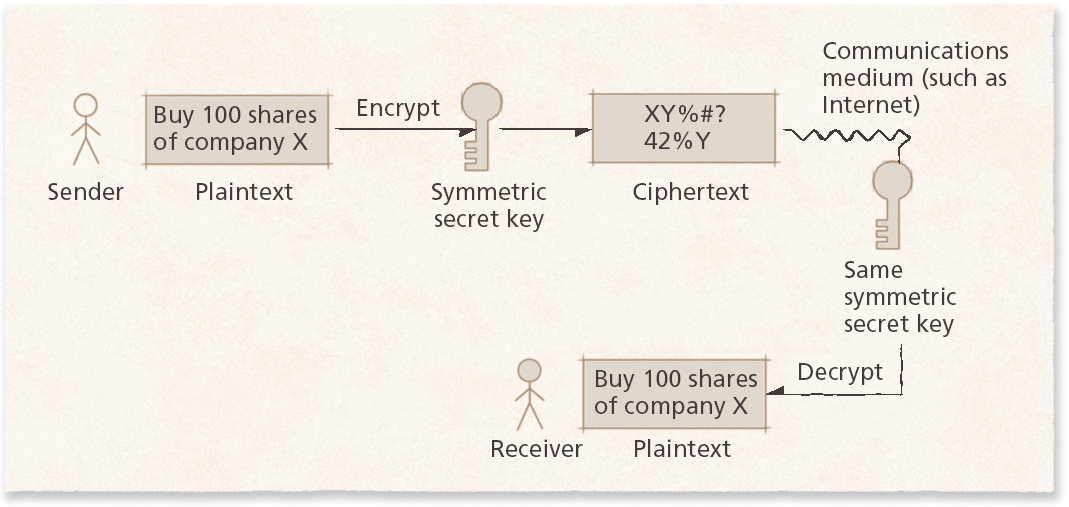 Communications
medium (such as
Internet)
Buy 100 shares
of company X
Encrypt
XY%#?
42%Y
Sender
Plaintext
Symmetric
secret key
Ciphertext
Same
symmetric
secret key
Buy 100 shares
of company X
Decrypt
Receiver
Plaintext